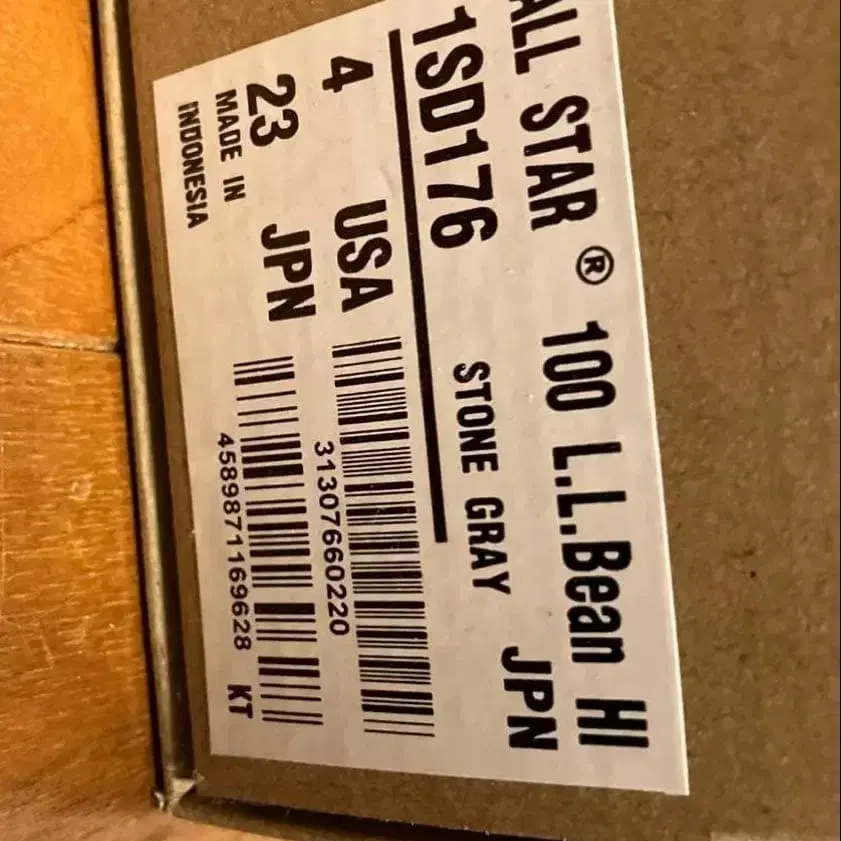 ALL STAR ® 100 L.L.Bean HI
1SD176 STONE GRAY JPN
4 USA
31307660220
23 JPN
4589871169628 KT
MADE IN
INDONESIA